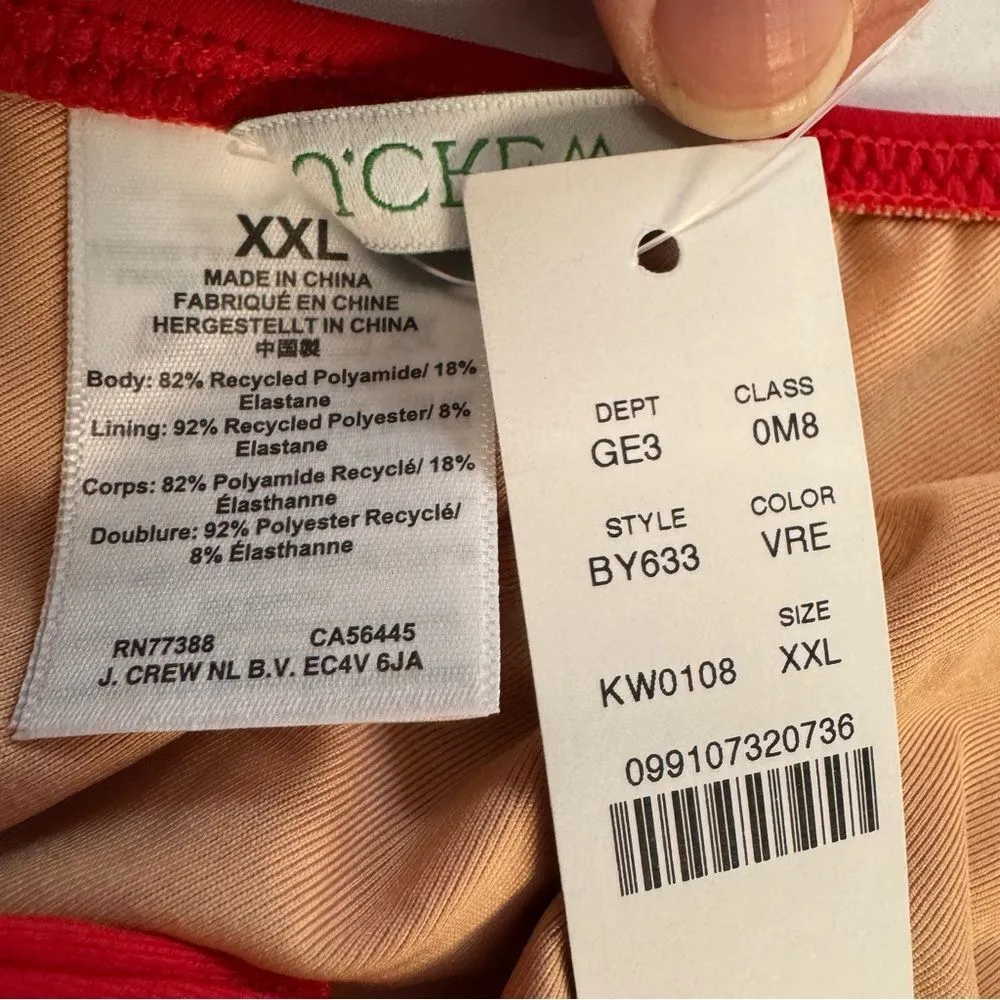 J.CREW
XXL
MADE IN CHINA
FABRIQUÉ EN CHINE
HERGESTELLT IN CHINA
中国製
Body: 82% Recycled Polyamide/ 18%
Elastane
Lining: 92% Recycled Polyester/ 8%
Elastane
Corps: 82% Polyamide Recyclé/ 18%
Élasthanne
Doublure: 92% Polyester Recyclé/
8% Élasthanne
RN77388 CA56445
J. CREW NL B.V. EC4V 6JA
DEPT CLASS
GE3 0M8
STYLE COLOR
BY633 VRE
SIZE
KW0108 XXL
099107320736